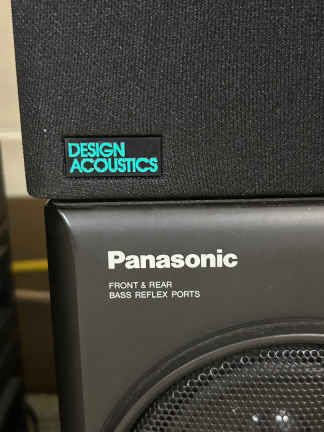 DESIGN
ACOUSTICS
Panasonic
FRONT & REAR
BASS REFLEX PORTS